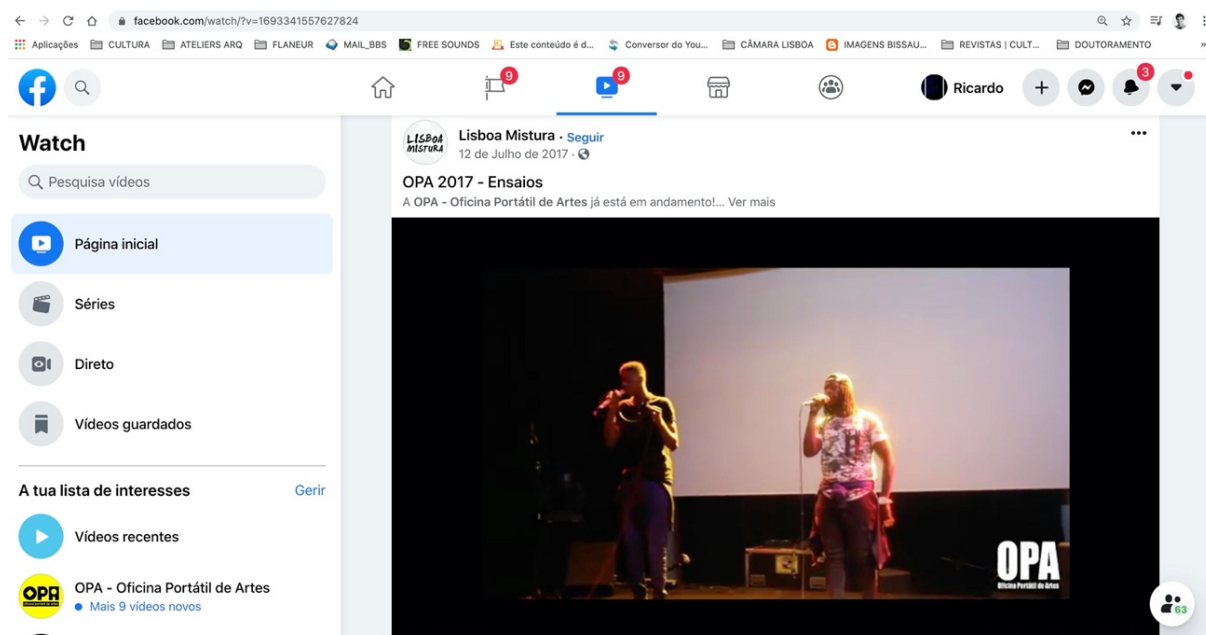 facebook.com/watch/?v=1693341557627824
Aplicações CULTURA ATELIERS ARQ FLANEUR MAIL_BBS FREE SOUNDS Este conteúdo é d... Conversor do You... CÂMARA LISBOA IMAGENS BISSAU... REVISTAS | CULT... DOUTORAMENTO »
9 9 Ricardo 3
Watch
Pesquisa vídeos
Página inicial
Séries
Direto
Vídeos guardados
A tua lista de interesses Gerir
Vídeos recentes
OPA
OPA - Oficina Portátil de Artes
Mais 9 vídeos novos
LISBOA
MISTURA
Lisboa Mistura · Seguir
12 de Julho de 2017 ·
OPA 2017 - Ensaios
A OPA - Oficina Portátil de Artes já está em andamento!... Ver mais
OPA
Oficina Portátil de Artes
63